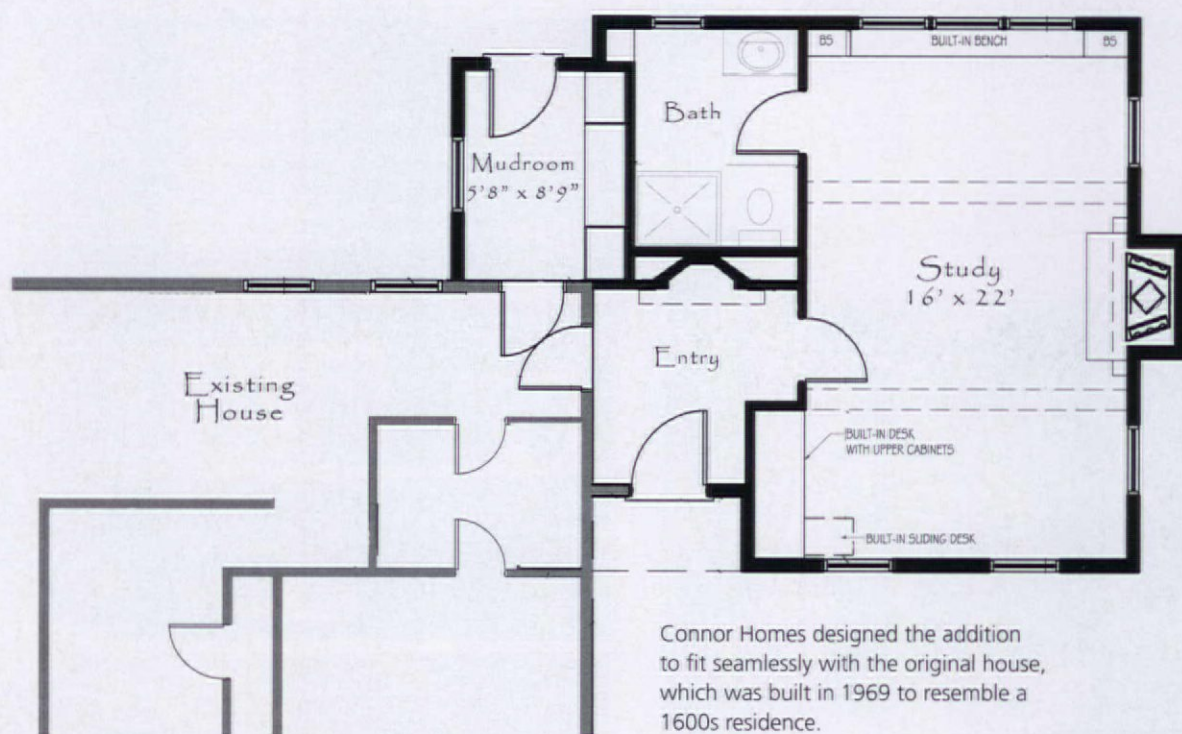 B5
BUILT-IN BENCH
B5
Bath
Mudroom
5'8" x 8'9"
Study
16' x 22'
Entry
Existing
House
BUILT-IN DESK
WITH UPPER CABINETS
BUILT-IN SLIDING DESK
Connor Homes designed the addition
to fit seamlessly with the original house,
which was built in 1969 to resemble a
1600s residence.